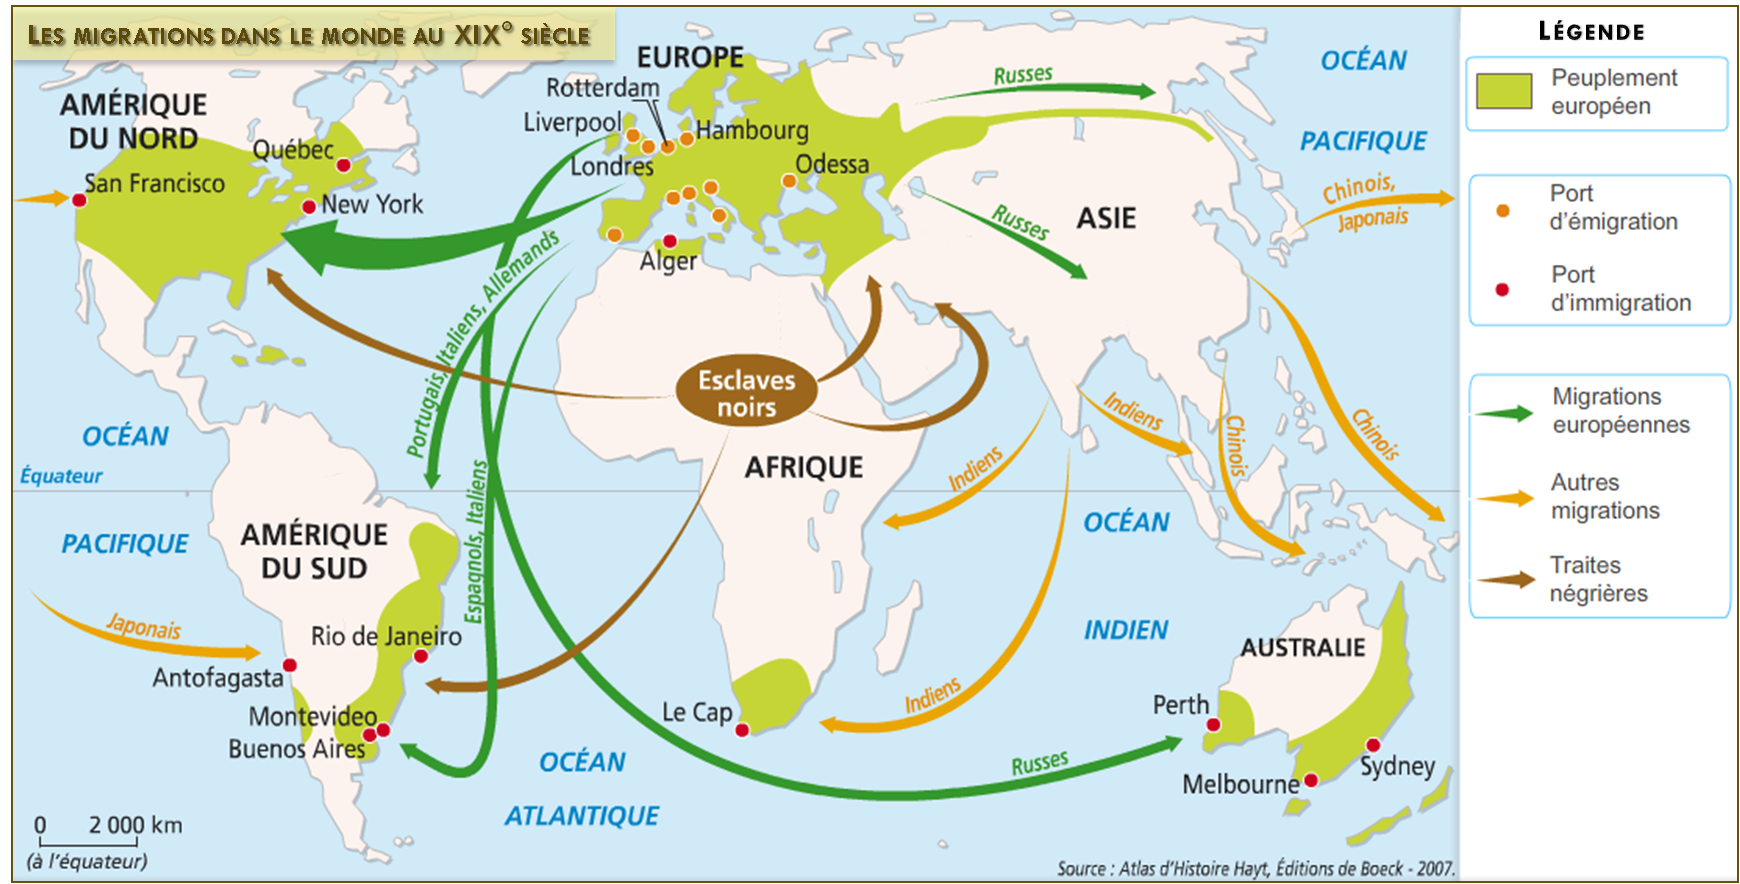 LES MIGRATIONS DANS LE MONDE AU XIX° SIÈCLE
LÉGENDE
Peuplement
européen
Port
d'émigration
Port
d'immigration
Migrations
européennes
Autres
migrations
Traites
négrières
EUROPE
Rotterdam
Liverpool
Hambourg
Londres
Odessa
AMÉRIQUE
DU NORD
Québec
San Francisco
New York
Alger
Russes
OCÉAN
PACIFIQUE
Chinois,
Japonais
ASIE
Russes
Portugais, Italiens, Allemands
Esclaves
noirs
Indiens
Chinois
Chinois
Indiens
AFRIQUE
OCÉAN
Équateur
PACIFIQUE
Espagnols, Italiens
OCÉAN
INDIEN
AMÉRIQUE
DU SUD
Japonais
Rio de Janeiro
Antofagasta
Montevideo
Buenos Aires
Le Cap
Indiens
AUSTRALIE
Perth
Sydney
Melbourne
Russes
OCÉAN
ATLANTIQUE
0 2 000 km
(à l'équateur)
Source : Atlas d'Histoire Hayt, Éditions de Boeck - 2007.